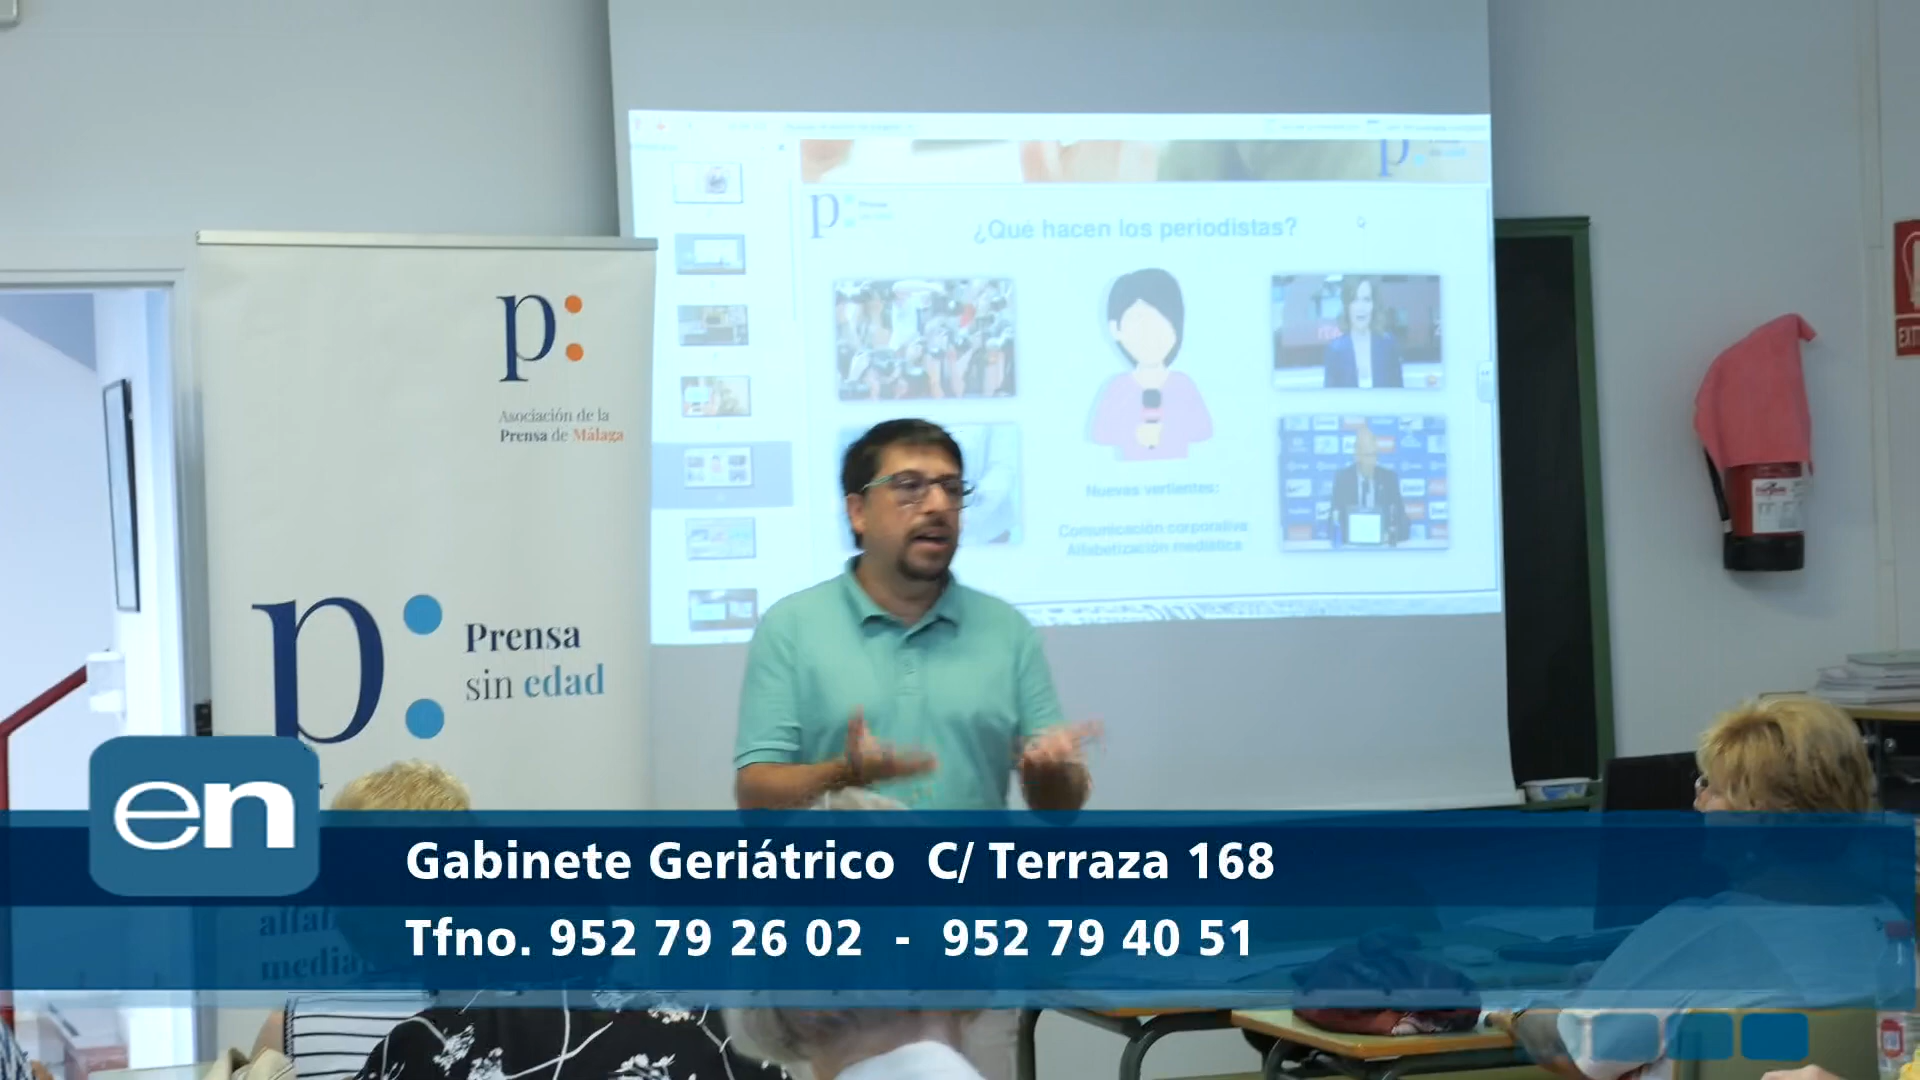 p:
Asociación de la
Prensa de Málaga
p:
Prensa
sin edad
p
p
¿Qué hacen los periodistas?
Nuevas vertientes:
Comunicación corporativa
Alfabetización mediática
EXT
en
Gabinete Geriátrico C/ Terraza 168
Tfno. 952 79 26 02 - 952 79 40 51